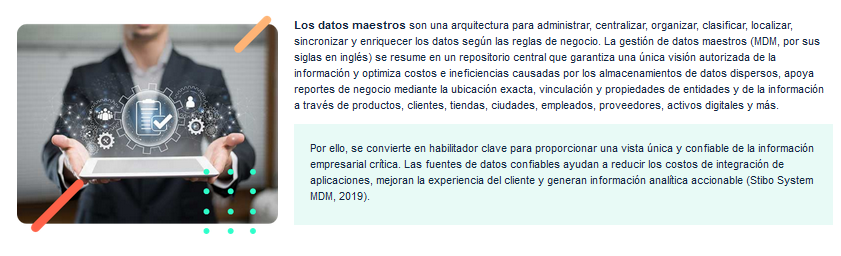 Los datos maestros son una arquitectura para administrar, centralizar, organizar, clasificar, localizar,
sincronizar y enriquecer los datos según las reglas de negocio. La gestión de datos maestros (MDM, por sus
siglas en inglés) se resume en un repositorio central que garantiza una única visión autorizada de la
información y optimiza costos e ineficiencias causadas por los almacenamientos de datos dispersos, apoya
reportes de negocio mediante la ubicación exacta, vinculación y propiedades de entidades y de la información
a través de productos, clientes, tiendas, ciudades, empleados, proveedores, activos digitales y más.
Por ello, se convierte en habilitador clave para proporcionar una vista única y confiable de la información
empresarial crítica. Las fuentes de datos confiables ayudan a reducir los costos de integración de
aplicaciones, mejoran la experiencia del cliente y generan información analítica accionable (Stibo System
MDM, 2019).